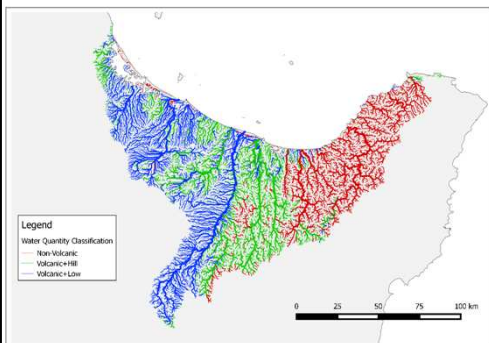 Legend
Water Quantity Classification
Non-Volcanic
Volcanic+Hill
Volcanic+Low
0 25 50 75 100 km